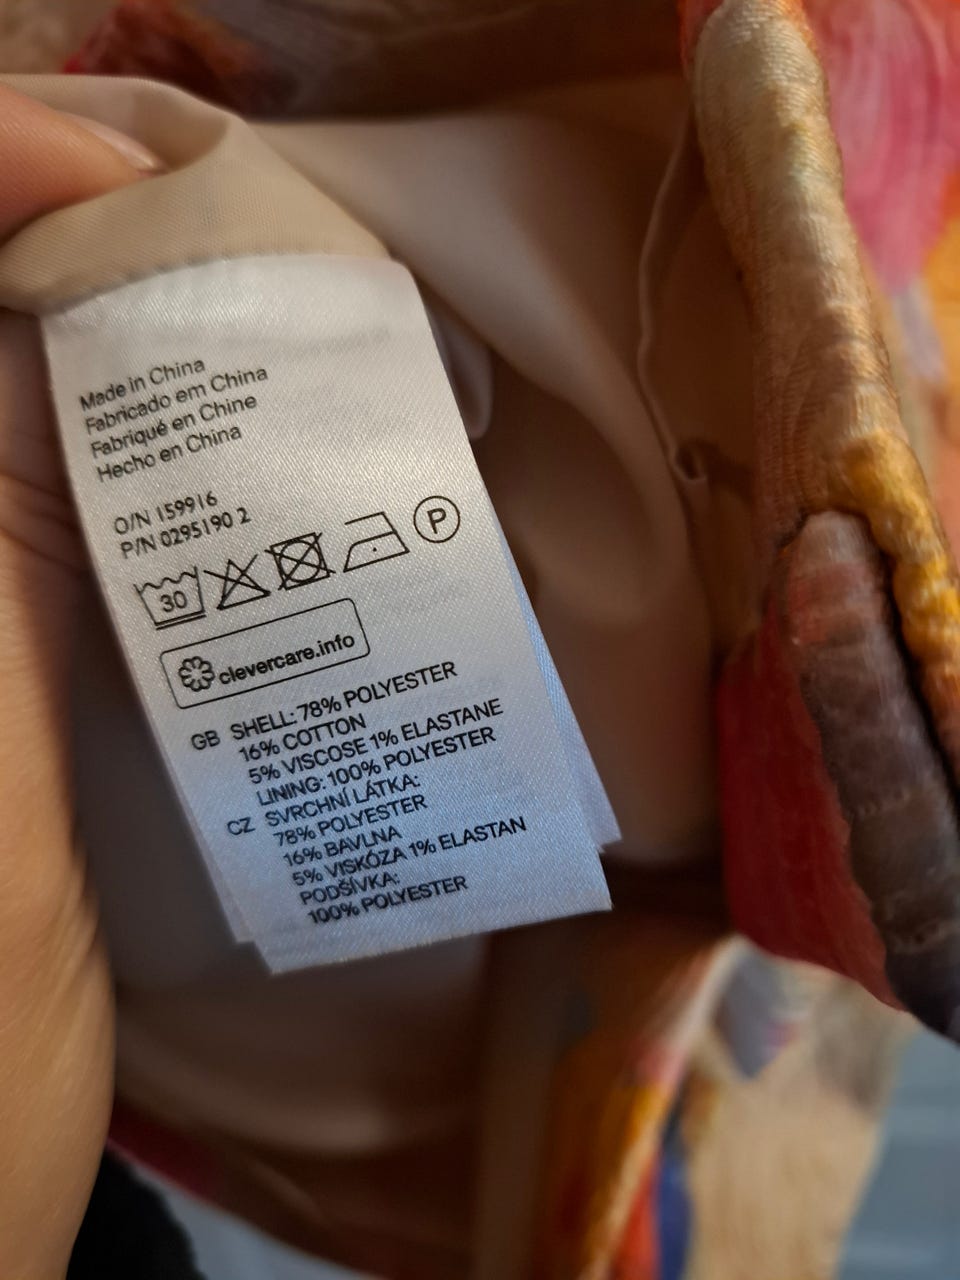 Made in China
Fabricado em China
Fabriqué en Chine
Hecho en China
O/N 159916
P/N 0295190 2
P
30
clevercare.info
GB SHELL: 78% POLYESTER
16% COTTON
5% VISCOSE 1% ELASTANE
LINING: 100% POLYESTER
CZ SVRCHNÍ LÁTKA:
78% POLYESTER
16% BAVLNA
5% VISKÓZA 1% ELASTAN
PODŠÍVKA:
100% POLYESTER